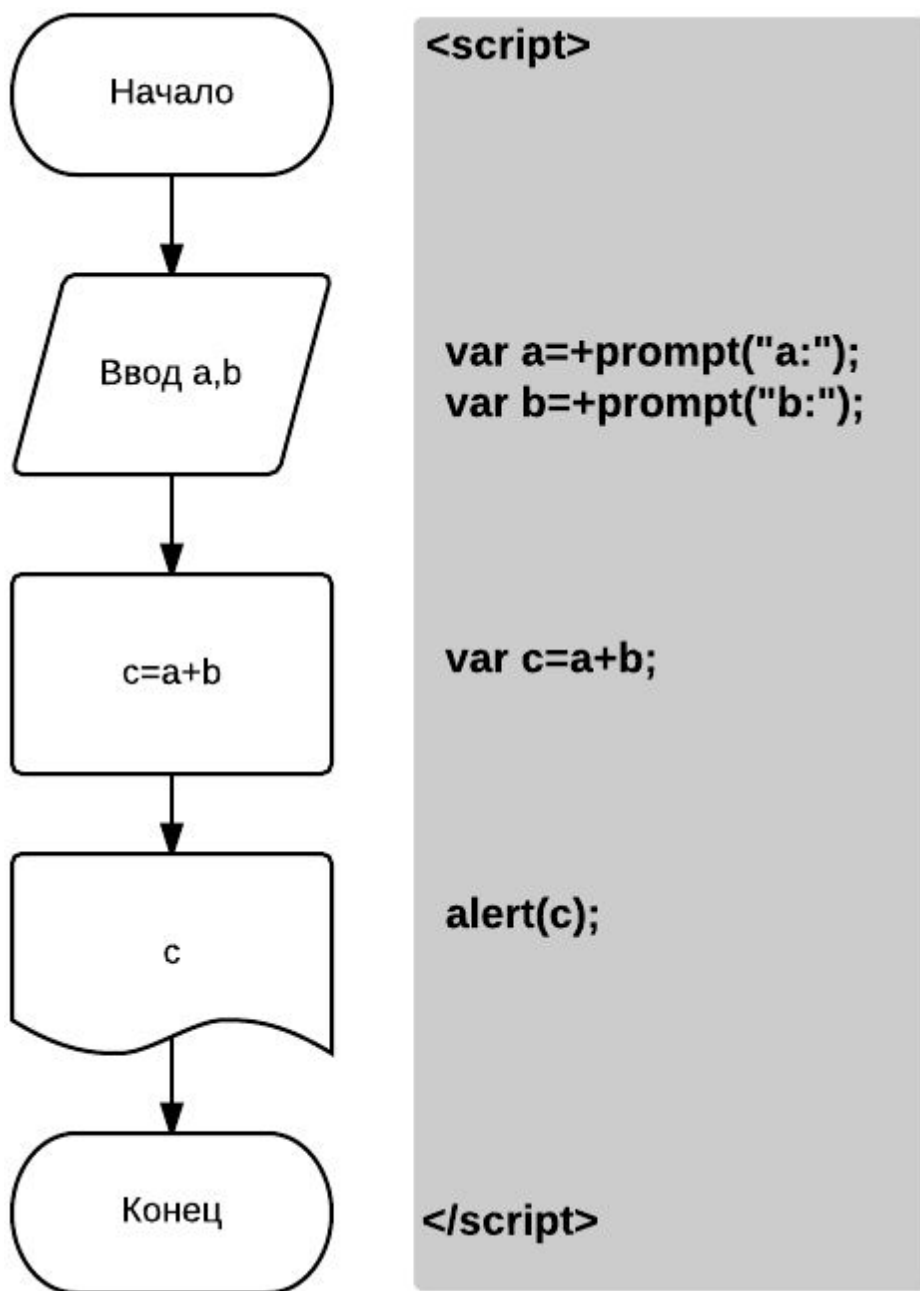 Начало
Ввод a,b
c=a+b
c
Конец
<script>
var a=+prompt("a:");
var b=+prompt("b:");
var c=a+b;
alert(c);
</script>